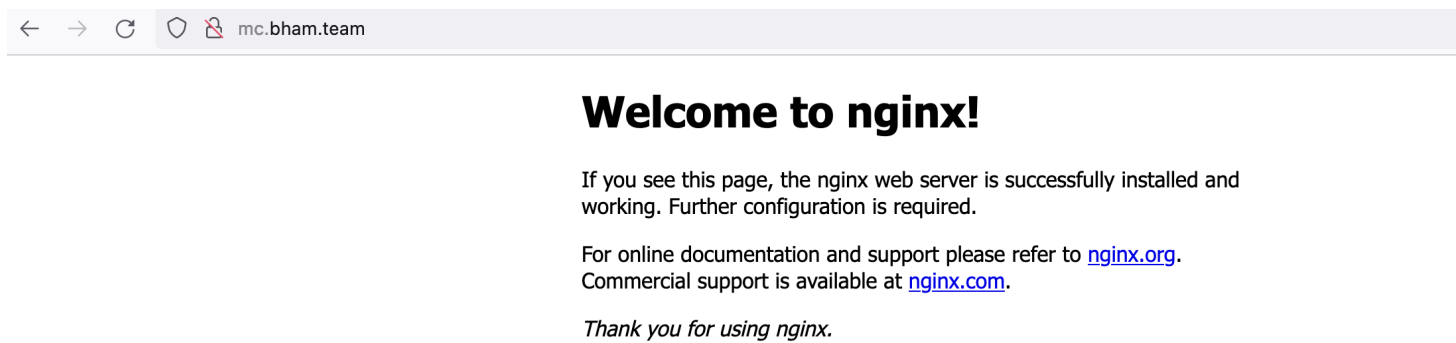 mc.bham.team
Welcome to nginx!
If you see this page, the nginx web server is successfully installed and
working. Further configuration is required.
For online documentation and support please refer to nginx.org.
Commercial support is available at nginx.com.
Thank you for using nginx.